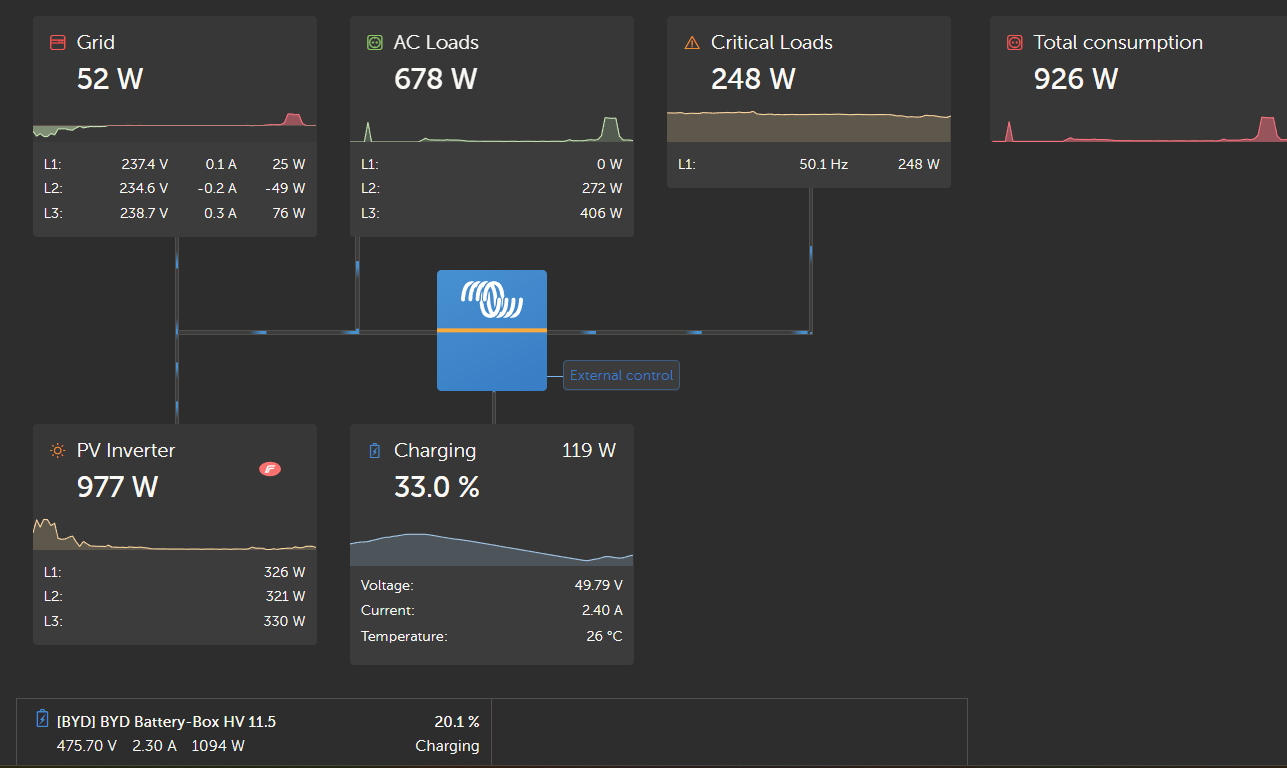 Grid
52 W
L1: 237.4 V 0.1 A 25 W
L2: 234.6 V -0.2 A -49 W
L3: 238.7 V 0.3 A 76 W
AC Loads
678 W
L1: 0 W
L2: 272 W
L3: 406 W
Critical Loads
248 W
L1: 50.1 Hz 248 W
Total consumption
926 W
External control
PV Inverter
977 W
F
L1: 326 W
L2: 321 W
L3: 330 W
Charging 119 W
33.0 %
Voltage: 49.79 V
Current: 2.40 A
Temperature: 26 °C
[BYD] BYD Battery-Box HV 11.5 20.1 %
475.70 V 2.30 A 1094 W Charging